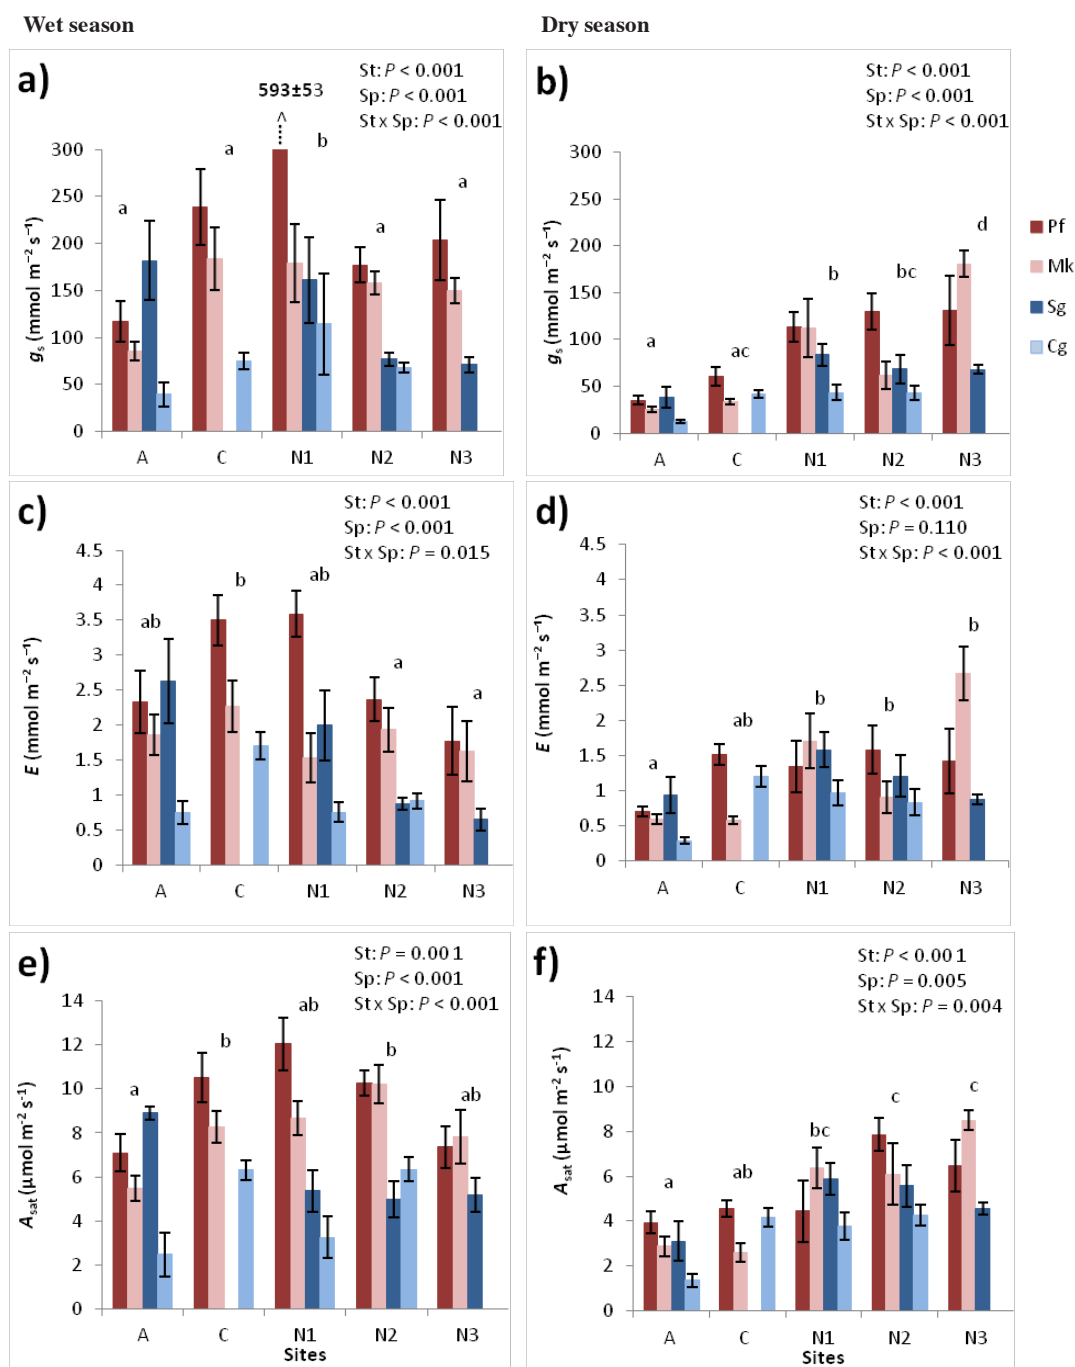 Wet season
Dry season
a)
St: P < 0.001
Sp: P < 0.001
St x Sp: P < 0.001
593±53
gs (mmol m−2 s−1)
300
250
200
150
100
50
0
a
a
b
a
a
A C N1 N2 N3
b)
St: P < 0.001
Sp: P < 0.001
St x Sp: P < 0.001
gs (mmol m−2 s−1)
300
250
200
150
100
50
0
a
ac
b
bc
d
A C N1 N2 N3
Pf
Mk
Sg
Cg
c)
St: P < 0.001
Sp: P < 0.001
St x Sp: P = 0.015
E (mmol m−2 s−1)
4.5
4
3.5
3
2.5
2
1.5
1
0.5
0
ab
b
ab
a
a
A C N1 N2 N3
d)
St: P < 0.001
Sp: P = 0.110
St x Sp: P < 0.001
E (mmol m−2 s−1)
4.5
4
3.5
3
2.5
2
1.5
1
0.5
0
a
ab
b
b
b
A C N1 N2 N3
e)
St: P = 0.001
Sp: P < 0.001
St x Sp: P < 0.001
Asat (µmol m-2 s-1)
14
12
10
8
6
4
2
0
a
b
ab
b
ab
A C N1 N2 N3
Sites
f)
St: P < 0.001
Sp: P = 0.005
St x Sp: P = 0.004
Asat (µmol m-2 s-1)
14
12
10
8
6
4
2
0
a
ab
bc
c
c
A C N1 N2 N3
Sites